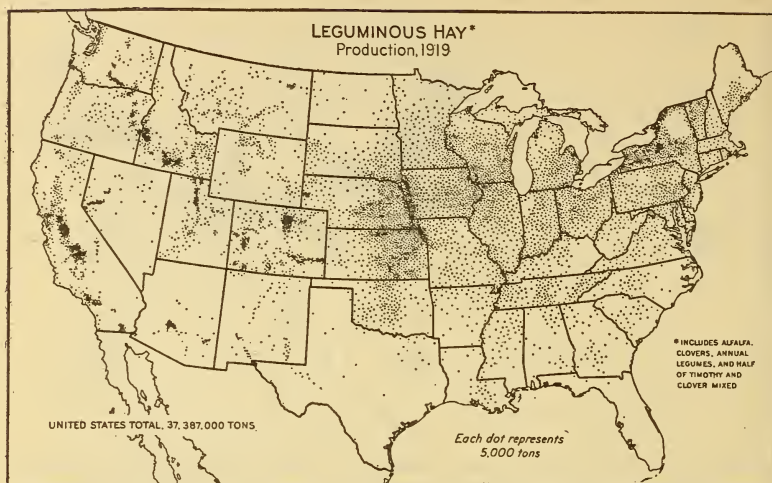 LEGUMINOUS HAY*
Production, 1919
* INCLUDES ALFALFA,
CLOVERS, ANNUAL
LEGUMES, AND HALF
OF TIMOTHY AND
CLOVER MIXED
UNITED STATES TOTAL, 37,387,000 TONS
Each dot represents
5,000 tons